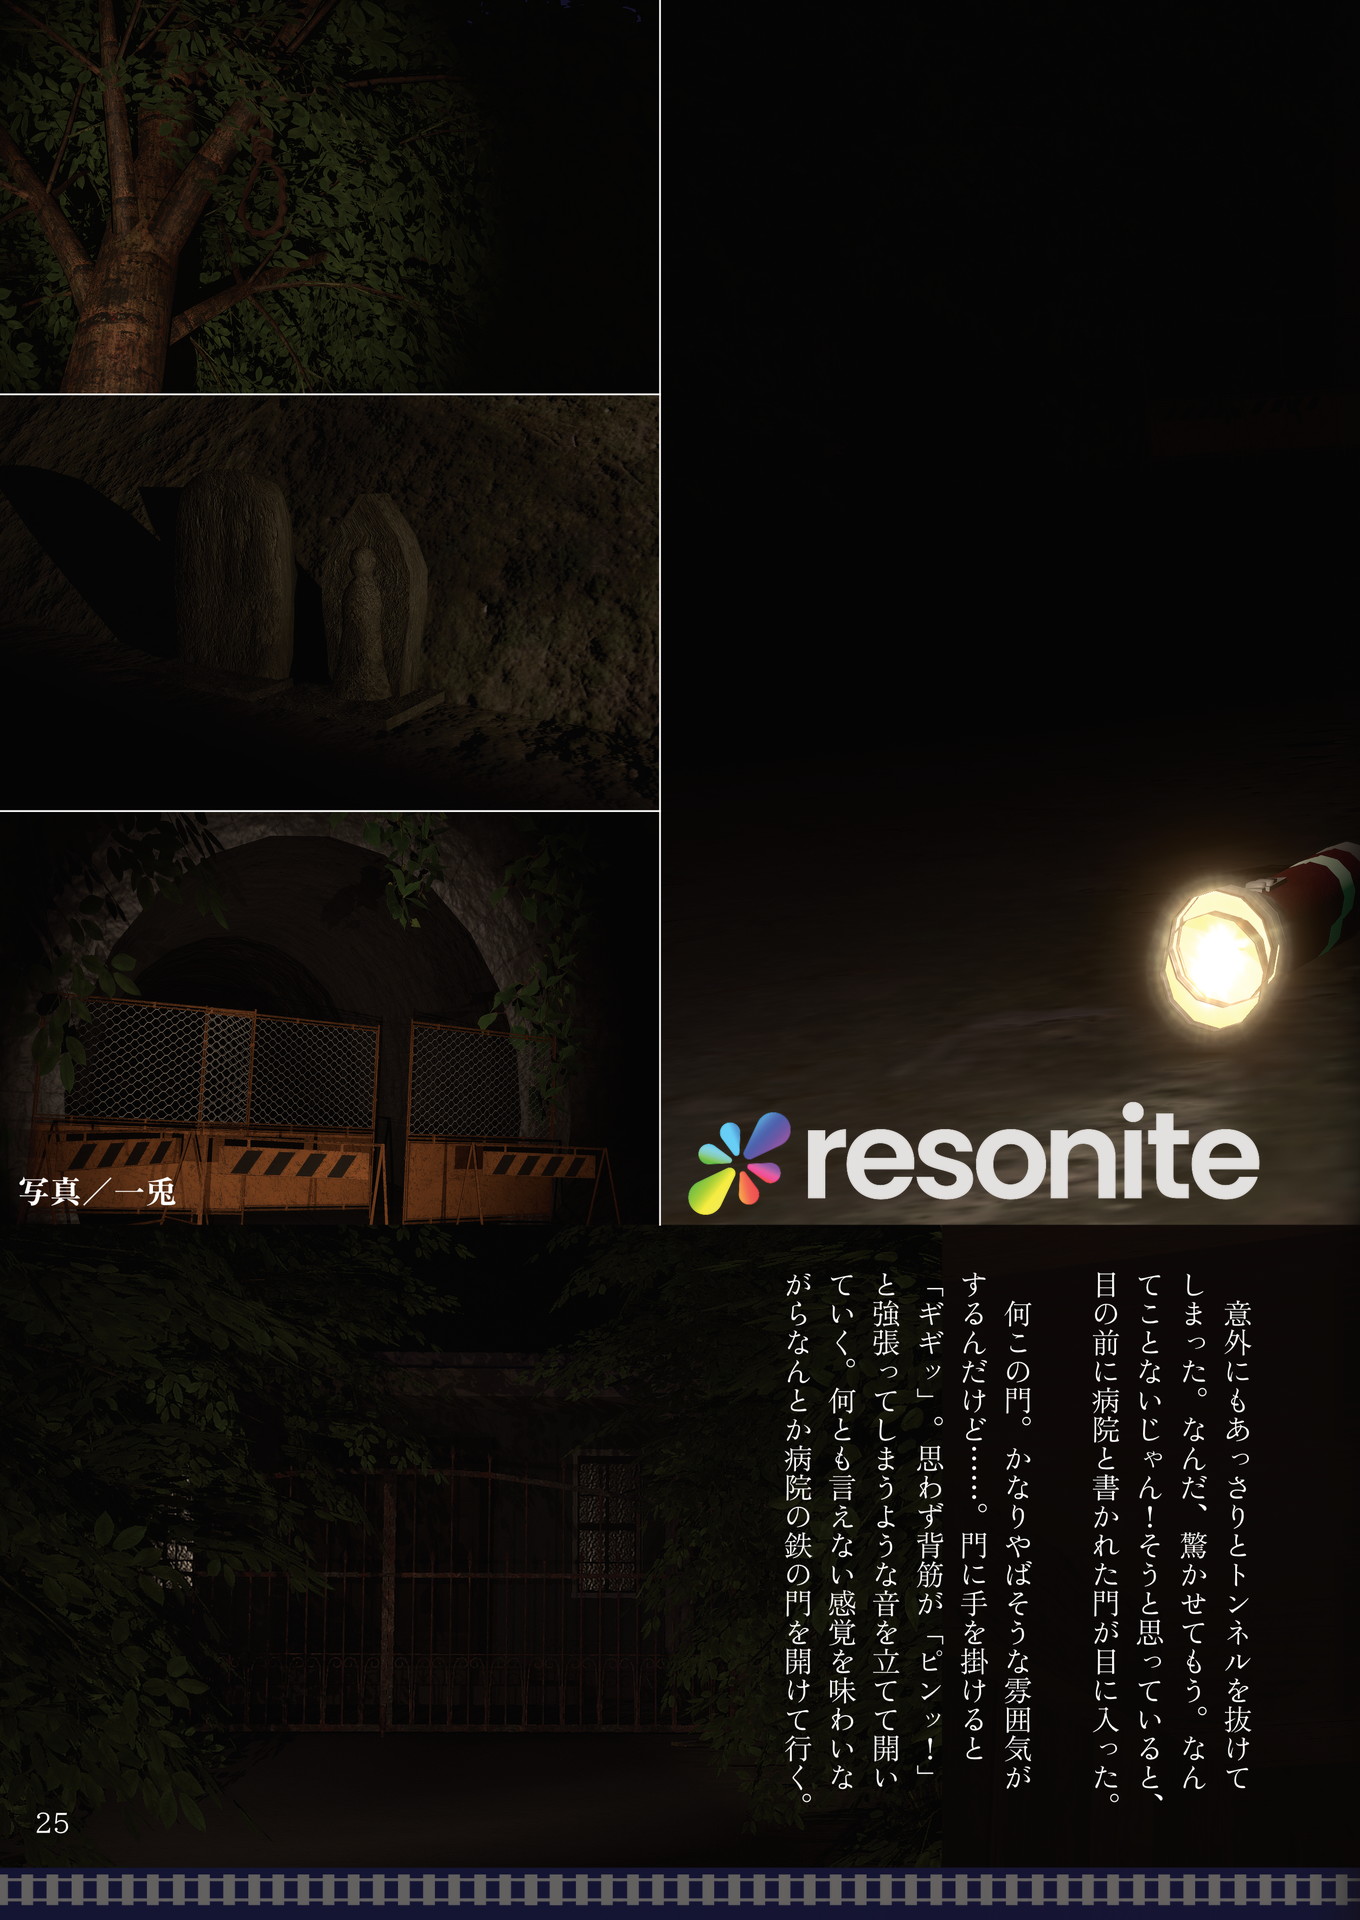 resonite
写真／一兎
　意外にもあっさりとトンネルを抜けて
しまった。なんだ、驚かせてもう。なん
てことないじゃん！そうと思っていると、
目の前に病院と書かれた門が目に入った。
　何この門。かなりやばそうな雰囲気が
するんだけど……。門に手を掛けると
「ギギッ」。思わず背筋が「ピンッ！」
と強張ってしまうような音を立てて開い
ていく。何とも言えない感覚を味わいな
がらなんとか病院の鉄の門を開けて行く。
25